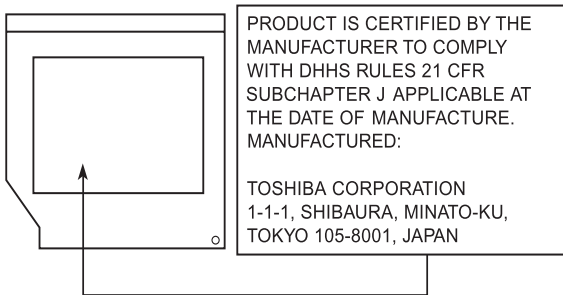 PRODUCT IS CERTIFIED BY THE
MANUFACTURER TO COMPLY
WITH DHHS RULES 21 CFR
SUBCHAPTER J APPLICABLE AT
THE DATE OF MANUFACTURE.
MANUFACTURED:
TOSHIBA CORPORATION
1-1-1, SHIBAURA, MINATO-KU,
TOKYO 105-8001, JAPAN